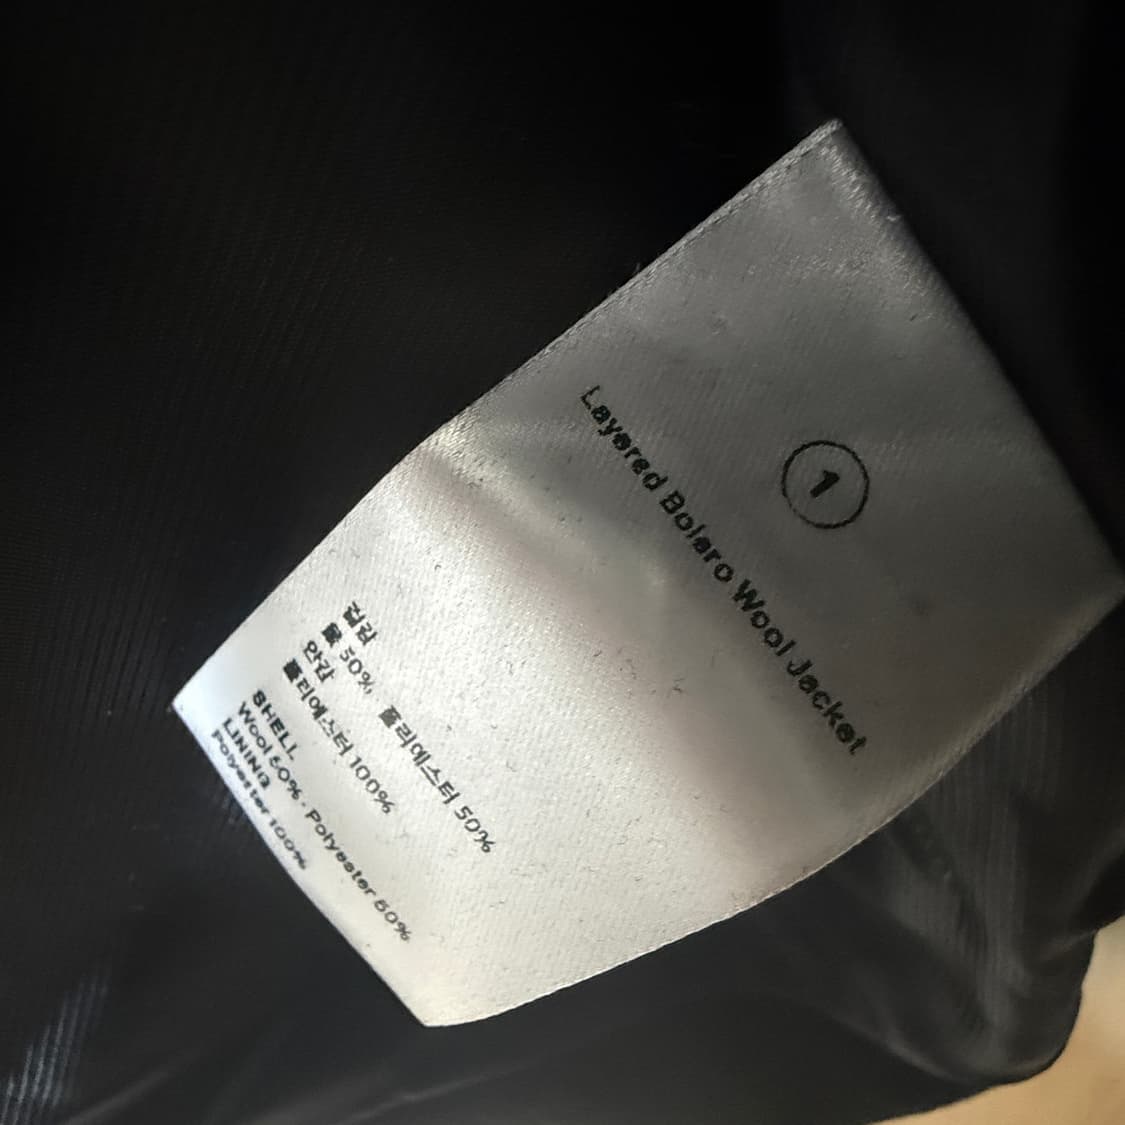 1
Layered Bolero Wool Jacket
겉감
울 50%, 폴리에스터 50%
안감
폴리에스터 100%
SHELL
Wool 50% · Polyester 50%
LINING
Polyester 100%